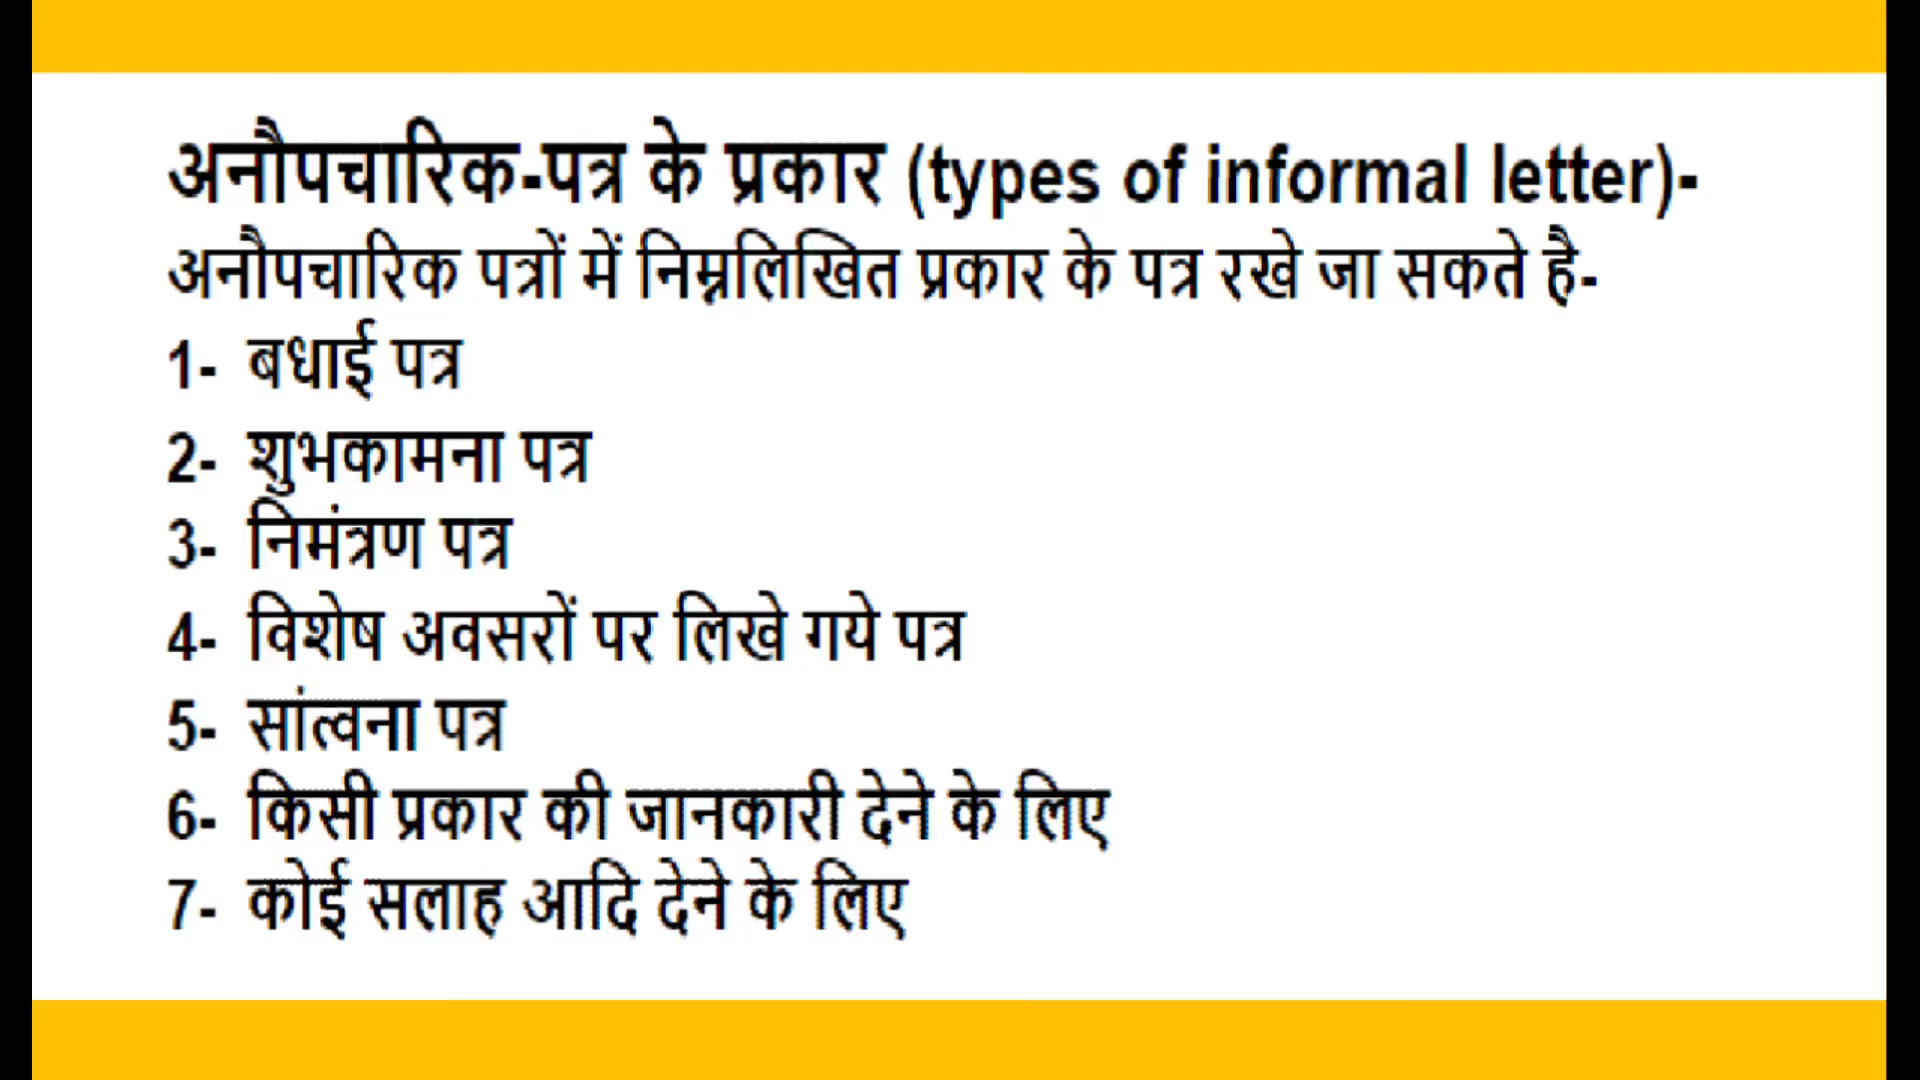 अनौपचारिक-पत्र के प्रकार (types of informal letter)-
अनौपचारिक पत्रों में निम्नलिखित प्रकार के पत्र रखे जा सकते है-
1- बधाई पत्र
2- शुभकामना पत्र
3- निमंत्रण पत्र
4- विशेष अवसरों पर लिखे गये पत्र
5- सांत्वना पत्र
6- किसी प्रकार की जानकारी देने के लिए
7- कोई सलाह आदि देने के लिए